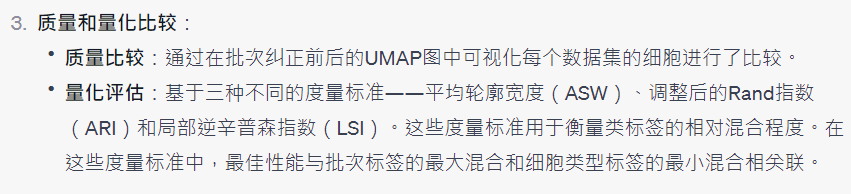 3. 质量和量化比较：
• 质量比较：通过在批次纠正前后的UMAP图中可视化每个数据集的细胞进行了比较。
• 量化评估：基于三种不同的度量标准——平均轮廓宽度（ASW）、调整后的Rand指数
（ARI）和局部逆辛普森指数（LSI）。这些度量标准用于衡量类标签的相对混合程度。在
这些度量标准中，最佳性能与批次标签的最大混合和细胞类型标签的最小混合相关联。